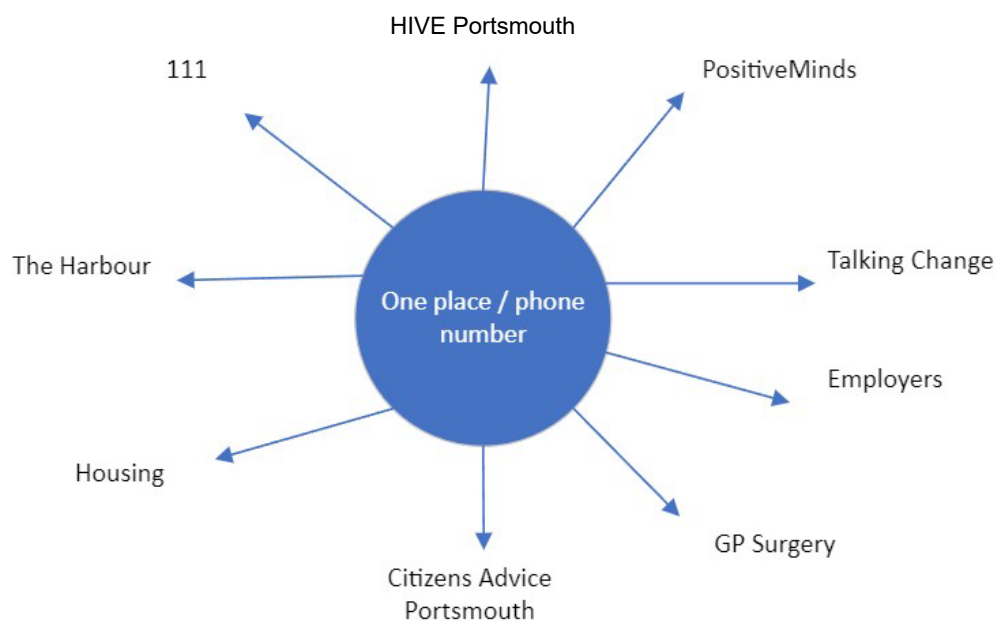 HIVE Portsmouth
111
PositiveMinds
The Harbour
Talking Change
One place / phone
number
Employers
Housing
GP Surgery
Citizens Advice
Portsmouth